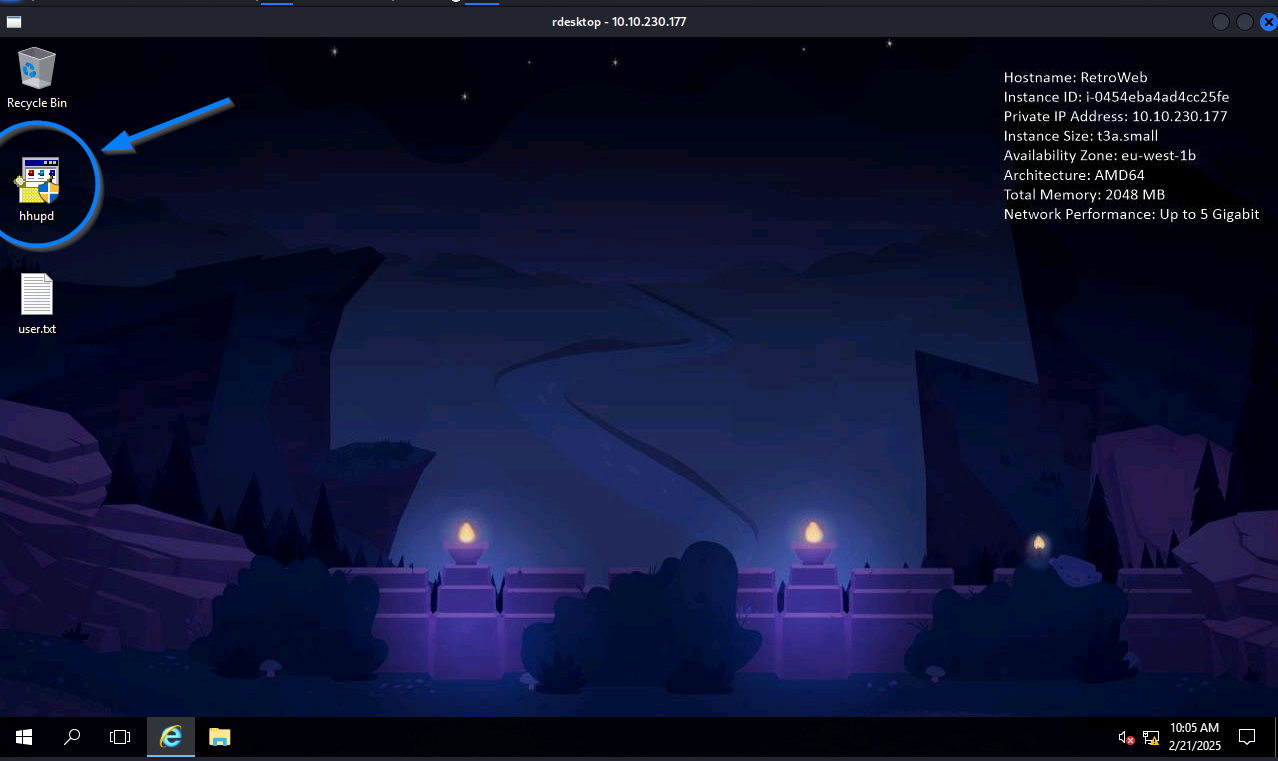 rdesktop - 10.10.230.177
Recycle Bin
hhupd
user.txt
Hostname: RetroWeb
Instance ID: i-0454eba4ad4cc25fe
Private IP Address: 10.10.230.177
Instance Size: t3a.small
Availability Zone: eu-west-1b
Architecture: AMD64
Total Memory: 2048 MB
Network Performance: Up to 5 Gigabit
10:05 AM
2/21/2025